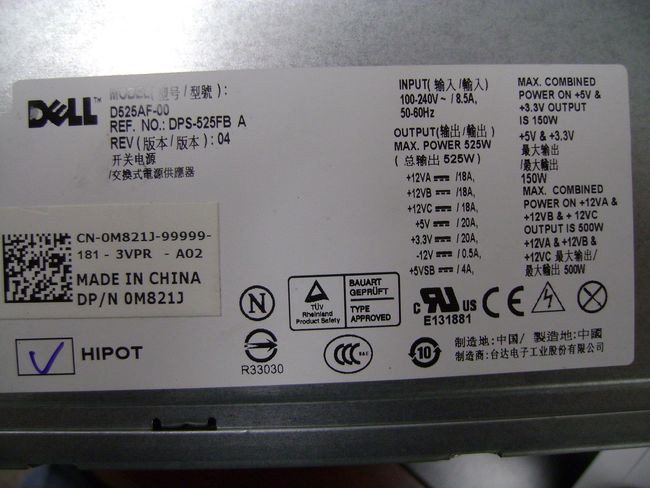 DELL™
MODEL(型号/型號):
D525AF-00
REF. NO.: DPS-525FB A
REV(版本/版本): 04
开关电源
/交換式電源供應器
INPUT(输入/輸入)
100-240V~ / 8.5A,
50-60Hz
OUTPUT(输出/輸出)
MAX. POWER 525W
(总输出 525W)
+12VA ⎓ /18A,
+12VB ⎓ /18A,
+12VC ⎓ /18A,
+5V ⎓ /20A,
+3.3V ⎓ /20A,
-12V ⎓ / 0.5A,
+5VSB ⎓ / 4A,
MAX. COMBINED
POWER ON +5V &
+3.3V OUTPUT
IS 150W
+5V & +3.3V
最大输出
/最大輸出
150W
MAX. COMBINED
POWER ON +12VA &
+12VB & + 12VC
OUTPUT IS 500W
+12VA & +12VB &
+12VC 最大输出/
最大輸出 500W
CN-0M821J-99999-
181 - 3VPR - A02
MADE IN CHINA
DP/N 0M821J
HIPOT
N
R33030
TÜV
Rheinland
Product Safety
BAUART
GEPRÜFT
TYPE
APPROVED
CCC S&E
c RU US
E131881
10
CE
制造地: 中国/ 製造地: 中國
制造商: 台达电子工业股份有限公司